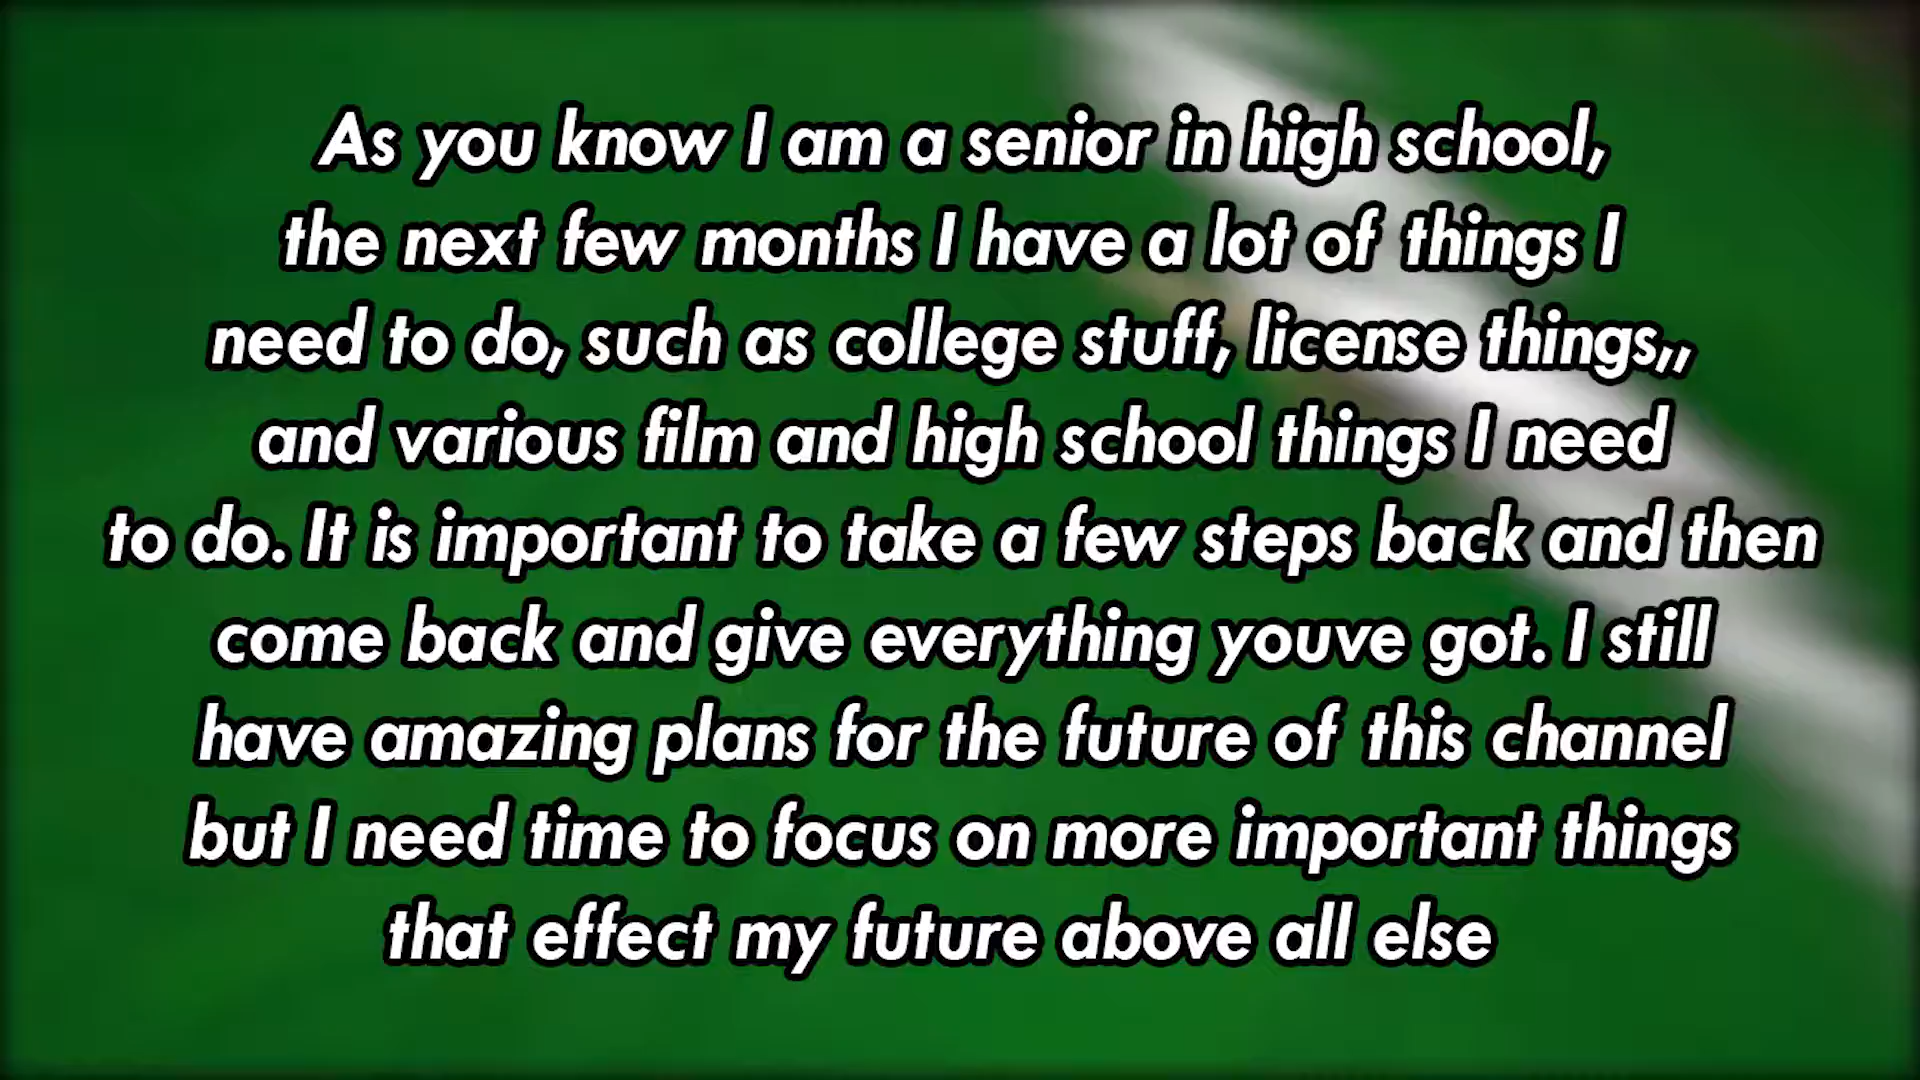 As you know I am a senior in high school,
the next few months I have a lot of things I
need to do, such as college stuff, license things,,
and various film and high school things I need
to do. It is important to take a few steps back and then
come back and give everything youve got. I still
have amazing plans for the future of this channel
but I need time to focus on more important things
that effect my future above all else